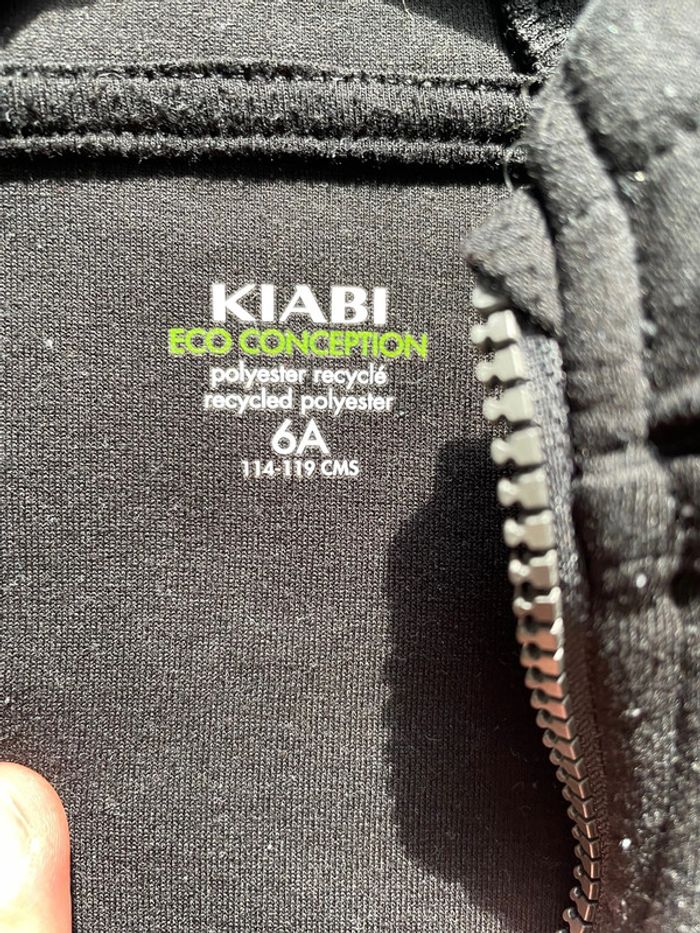 KIABI
ECO CONCEPTION
polyester recyclé
recycled polyester
6A
114-119 CMS